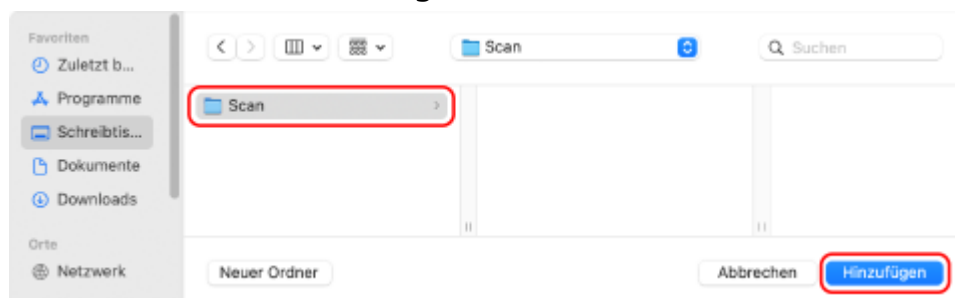 Favoriten
Zuletzt b...
Programme
Schreibtis...
Dokumente
Downloads
Orte
Netzwerk
Scan
Suchen
Scan
Neuer Ordner
Abbrechen
Hinzufügen